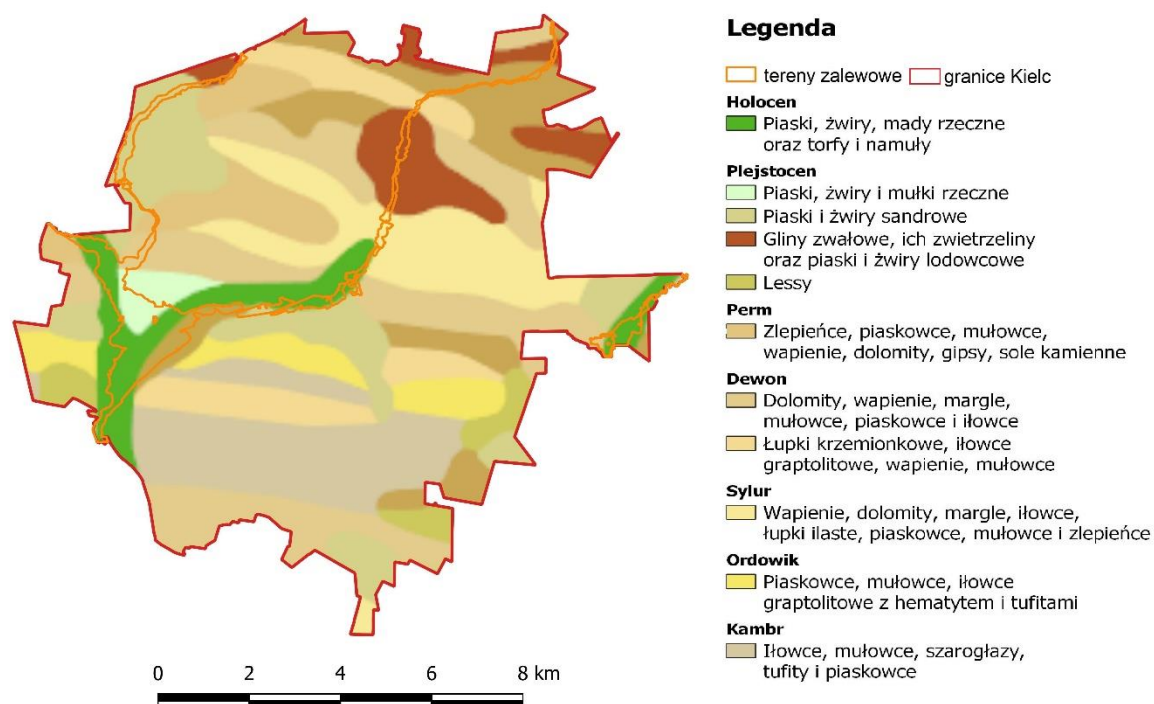 Legenda
tereny zalewowe granice Kielc
Holocen
Piaski, żwiry, mady rzeczne
oraz torfy i namuły
Plejstocen
Piaski, żwiry i mułki rzeczne
Piaski i żwiry sandrowe
Gliny zwałowe, ich zwietrzeliny
oraz piaski i żwiry lodowcowe
Lessy
Perm
Zlepieńce, piaskowce, mułowce,
wapienie, dolomity, gipsy, sole kamienne
Dewon
Dolomity, wapienie, margle,
mułowce, piaskowce i iłowce
Łupki krzemionkowe, iłowce
graptolitowe, wapienie, mułowce
Sylur
Wapienie, dolomity, margle, iłowce,
łupki ilaste, piaskowce, mułowce i zlepieńce
Ordowik
Piaskowce, mułowce, iłowce
graptolitowe z hematytem i tufitami
Kambr
Iłowce, mułowce, szarogłazy,
tufity i piaskowce
0 2 4 6 8 km